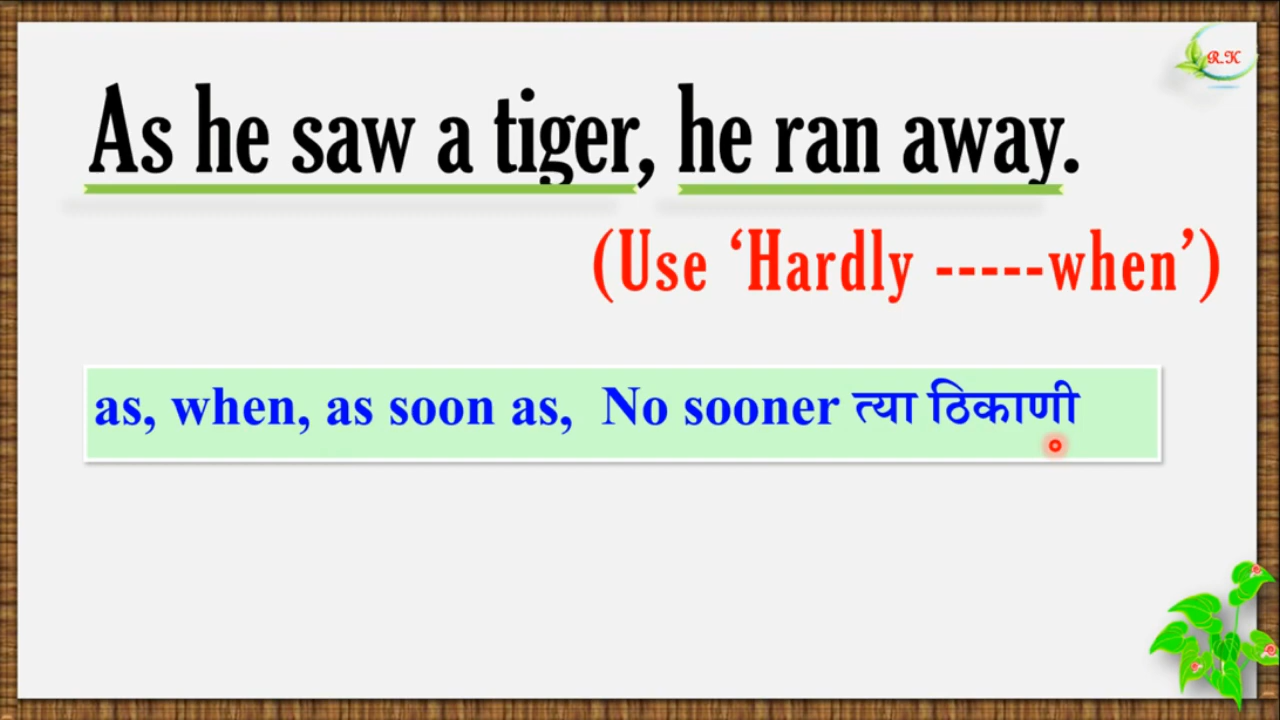 R.K
As he saw a tiger, he ran away.
(Use ‘Hardly -----when’)
as, when, as soon as, No sooner त्या ठिकाणी